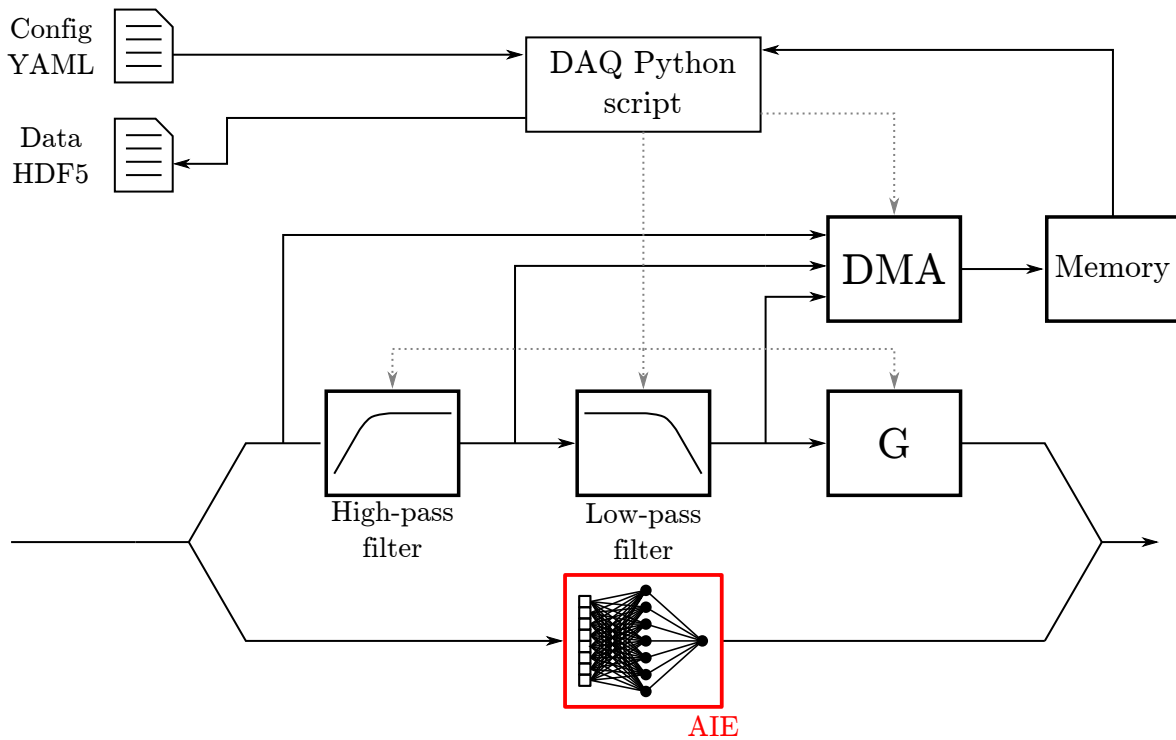 Config
YAML
DAQ Python
script
Data
HDF5
DMA
Memory
G
High-pass
filter
Low-pass
filter
AIE